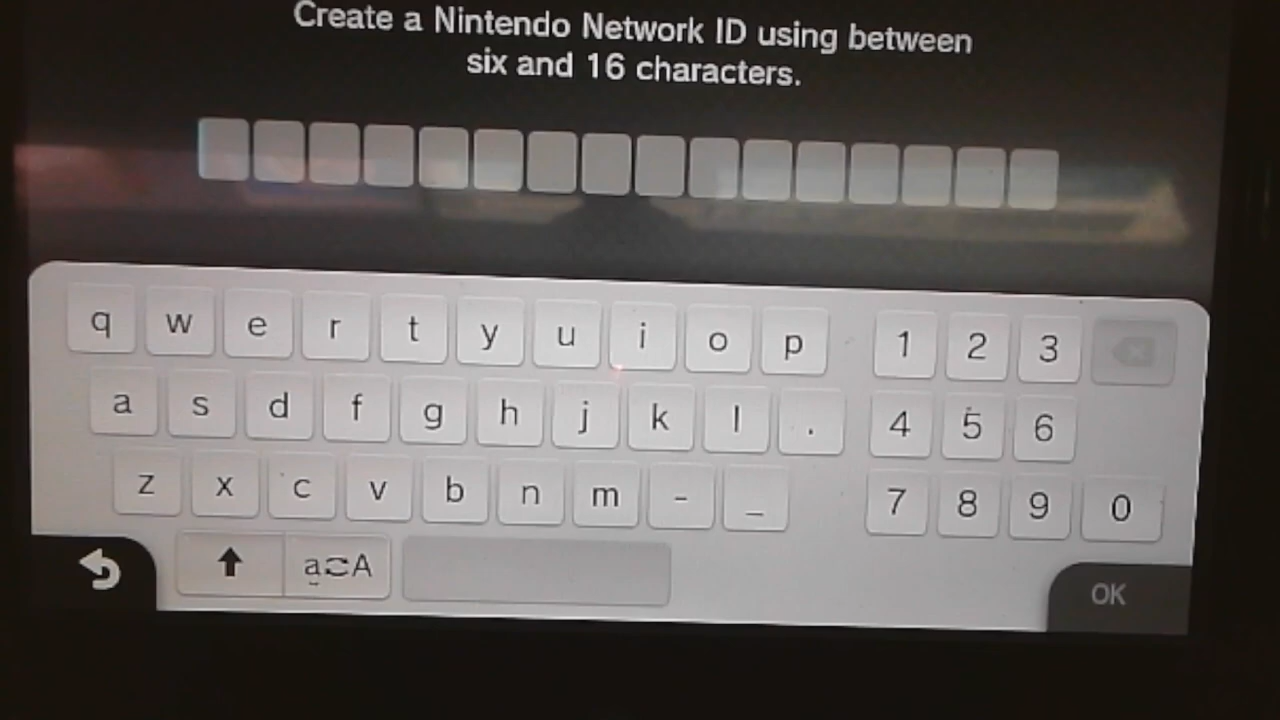 Create a Nintendo Network ID using between
six and 16 characters.
q w e r t y u i o p 1 2 3
a s d f g h j k l . 4 5 6
z x c v b n m - _ 7 8 9 0
a A
OK